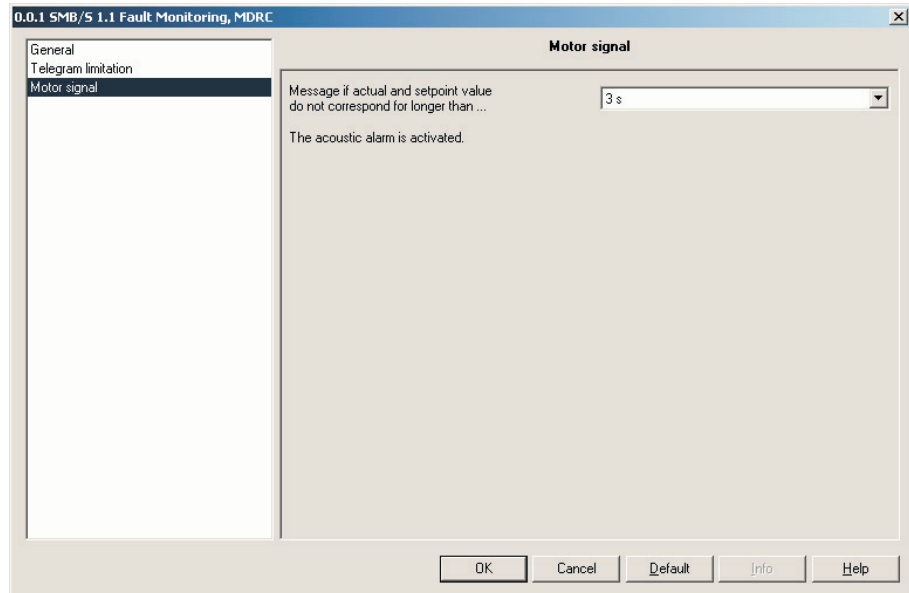 0.0.1 SMB/S 1.1 Fault Monitoring, MDRC
General
Telegram limitation
Motor signal
Motor signal
Message if actual and setpoint value
do not correspond for longer than ...
3 s
The acoustic alarm is activated.
OK
Cancel
Default
Info
Help